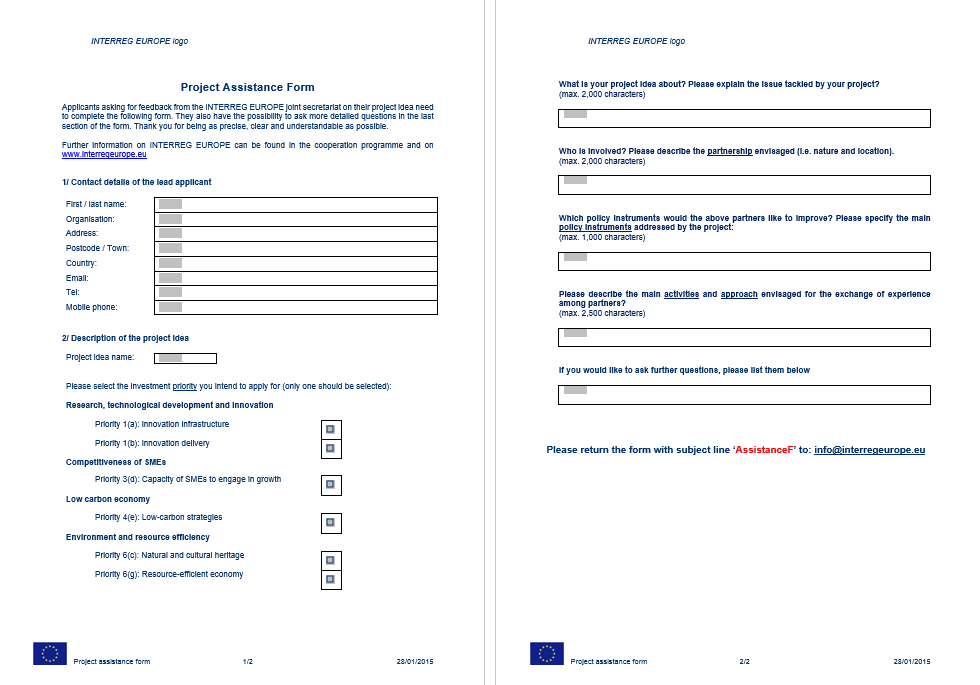 INTERREG EUROPE logo
Project Assistance Form
Applicants asking for feedback from the INTERREG EUROPE joint secretariat on their project idea need
to complete the following form. They also have the possibility to ask more detailed questions in the last
section of the form. Thank you for being as precise, clear and understandable as possible.
Further information on INTERREG EUROPE can be found in the cooperation programme and on
www.interregeurope.eu
1/ Contact details of the lead applicant
First / last name:
Organisation:
Address:
Postcode / Town:
Country:
Email:
Tel:
Mobile phone:
2/ Description of the project idea
Project idea name:
Please select the investment priority you intend to apply for (only one should be selected):
Research, technological development and innovation
Priority 1(a): Innovation infrastructure
Priority 1(b): Innovation delivery
Competitiveness of SMEs
Priority 3(d): Capacity of SMEs to engage in growth
Low carbon economy
Priority 4(e): Low-carbon strategies
Environment and resource efficiency
Priority 6(c): Natural and cultural heritage
Priority 6(g): Resource-efficient economy
Project assistance form 1/2 28/01/2015
INTERREG EUROPE logo
What is your project idea about? Please explain the issue tackled by your project?
(max. 2,000 characters)
Who is involved? Please describe the partnership envisaged (i.e. nature and location).
(max. 2,000 characters)
Which policy instruments would the above partners like to improve? Please specify the main
policy instruments addressed by the project:
(max. 1,000 characters)
Please describe the main activities and approach envisaged for the exchange of experience
among partners?
(max. 2,500 characters)
If you would like to ask further questions, please list them below
Please return the form with subject line ‘AssistanceF’ to: info@interregeurope.eu
Project assistance form 2/2 28/01/2015